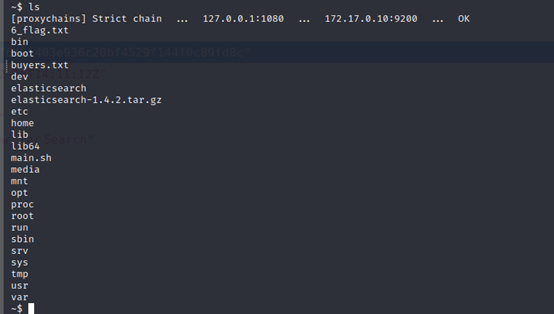 ~$ ls
[proxychains] Strict chain  ...  127.0.0.1:1080  ...  172.17.0.10:9200  ...  OK
6_flag.txt
bin
boot
buyers.txt
dev
elasticsearch
elasticsearch-1.4.2.tar.gz
etc
home
lib
lib64
main.sh
media
mnt
opt
proc
root
run
sbin
srv
sys
tmp
usr
var
~$